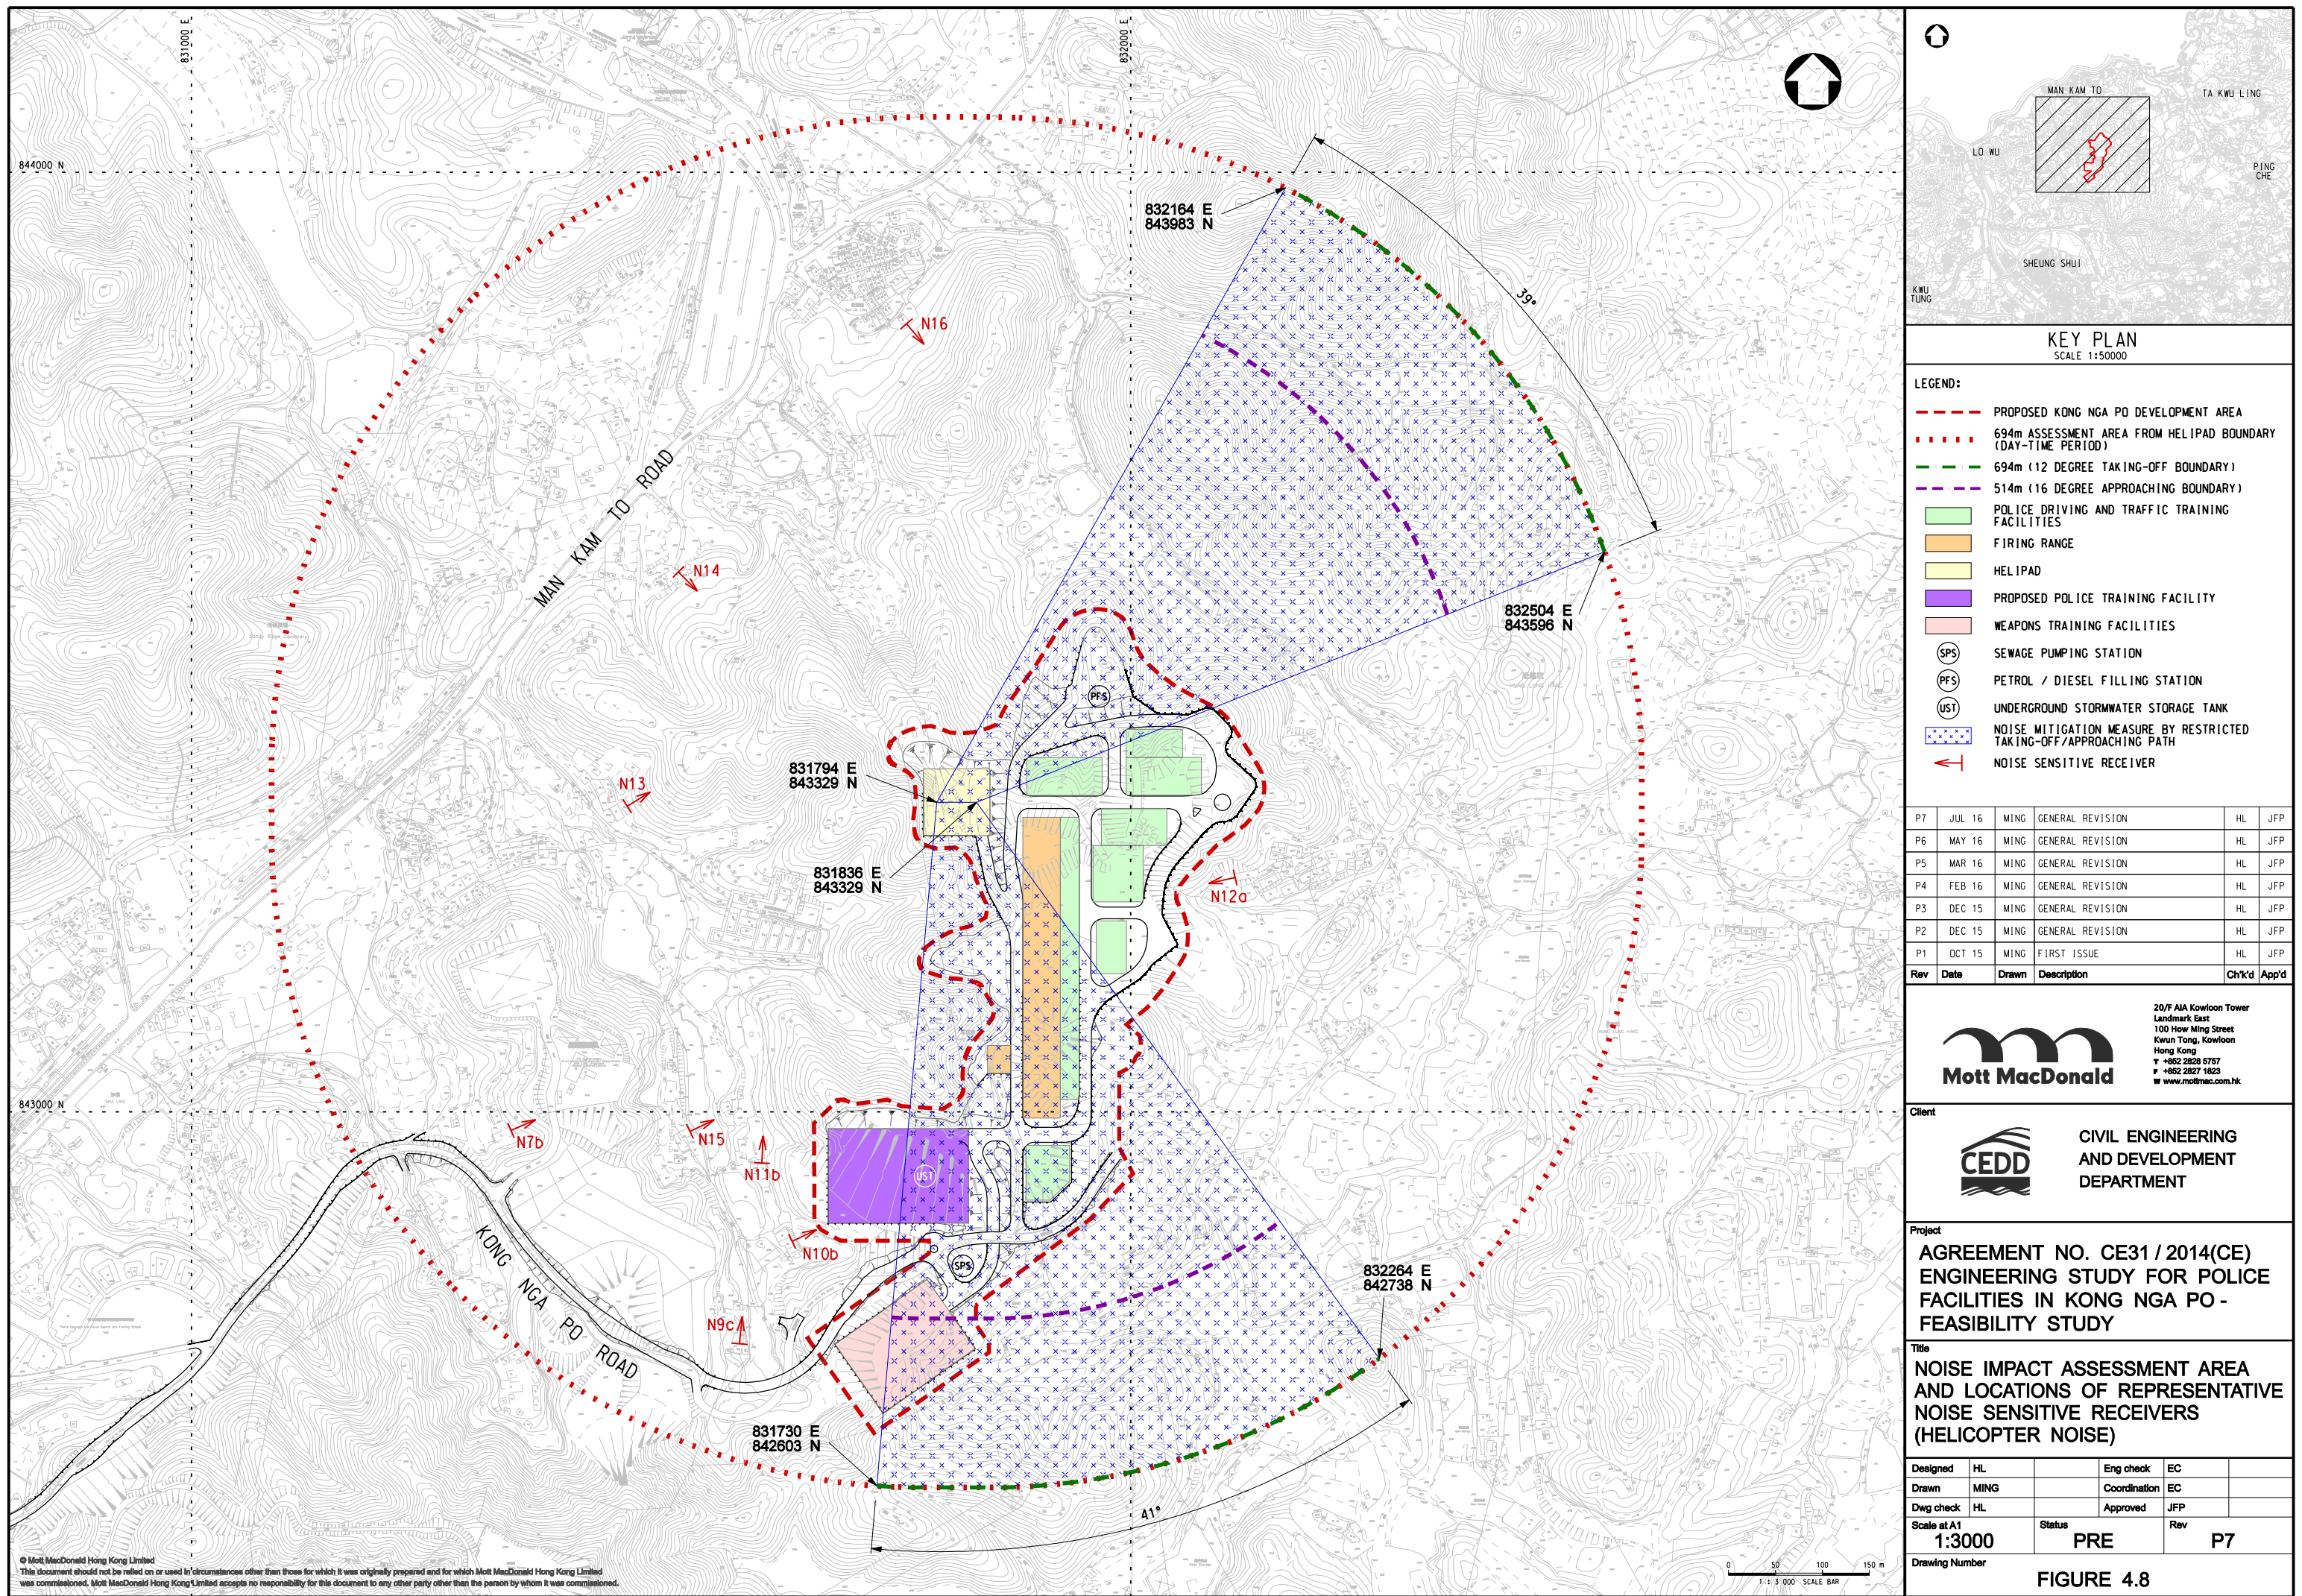 831000 E
832000 E
844000 N
843000 N
832164 E
843983 N
39°
832504 E
843596 N
N16
N14
N13
N12a
MAN KAM TO ROAD
PFS
831794 E
843329 N
831836 E
843329 N
N7b
N15
N11b
N10b
N9c
UST
SPS
KONG NGA PO ROAD
832264 E
842738 N
831730 E
842603 N
41°
© Mott MacDonald Hong Kong Limited
This document should not be relied on or used in circumstances other than those for which it was originally prepared and for which Mott MacDonald Hong Kong Limited
was commissioned. Mott MacDonald Hong Kong Limited accepts no responsibility for this document to any other party other than the person by whom it was commissioned.
0 50 100 150 m
1 : 3 000 SCALE BAR
MAN KAM TO
TA KWU LING
LO WU
PING
CHE
SHEUNG SHUI
KWU
TUNG
KEY PLAN
SCALE 1:50000
LEGEND:
PROPOSED KONG NGA PO DEVELOPMENT AREA
694m ASSESSMENT AREA FROM HELIPAD BOUNDARY
(DAY-TIME PERIOD)
694m (12 DEGREE TAKING-OFF BOUNDARY)
514m (16 DEGREE APPROACHING BOUNDARY)
POLICE DRIVING AND TRAFFIC TRAINING
FACILITIES
FIRING RANGE
HELIPAD
PROPOSED POLICE TRAINING FACILITY
WEAPONS TRAINING FACILITIES
SPS SEWAGE PUMPING STATION
PFS PETROL / DIESEL FILLING STATION
UST UNDERGROUND STORMWATER STORAGE TANK
NOISE MITIGATION MEASURE BY RESTRICTED
TAKING-OFF/APPROACHING PATH
NOISE SENSITIVE RECEIVER
P7 JUL 16 MING GENERAL REVISION HL JFP
P6 MAY 16 MING GENERAL REVISION HL JFP
P5 MAR 16 MING GENERAL REVISION HL JFP
P4 FEB 16 MING GENERAL REVISION HL JFP
P3 DEC 15 MING GENERAL REVISION HL JFP
P2 DEC 15 MING GENERAL REVISION HL JFP
P1 OCT 15 MING FIRST ISSUE HL JFP
Rev Date Drawn Description Ch'k'd App'd
Mott MacDonald
20/F AIA Kowloon Tower
Landmark East
100 How Ming Street
Kwun Tong, Kowloon
Hong Kong
T +852 2828 5757
F +852 2827 1823
W www.mottmac.com.hk
Client
CEDD
CIVIL ENGINEERING
AND DEVELOPMENT
DEPARTMENT
Project
AGREEMENT NO. CE31 / 2014(CE)
ENGINEERING STUDY FOR POLICE
FACILITIES IN KONG NGA PO -
FEASIBILITY STUDY
Title
NOISE IMPACT ASSESSMENT AREA
AND LOCATIONS OF REPRESENTATIVE
NOISE SENSITIVE RECEIVERS
(HELICOPTER NOISE)
Designed HL Eng check EC
Drawn MING Coordination EC
Dwg check HL Approved JFP
Scale at A1 Status Rev
1:3000 PRE P7
Drawing Number
FIGURE 4.8